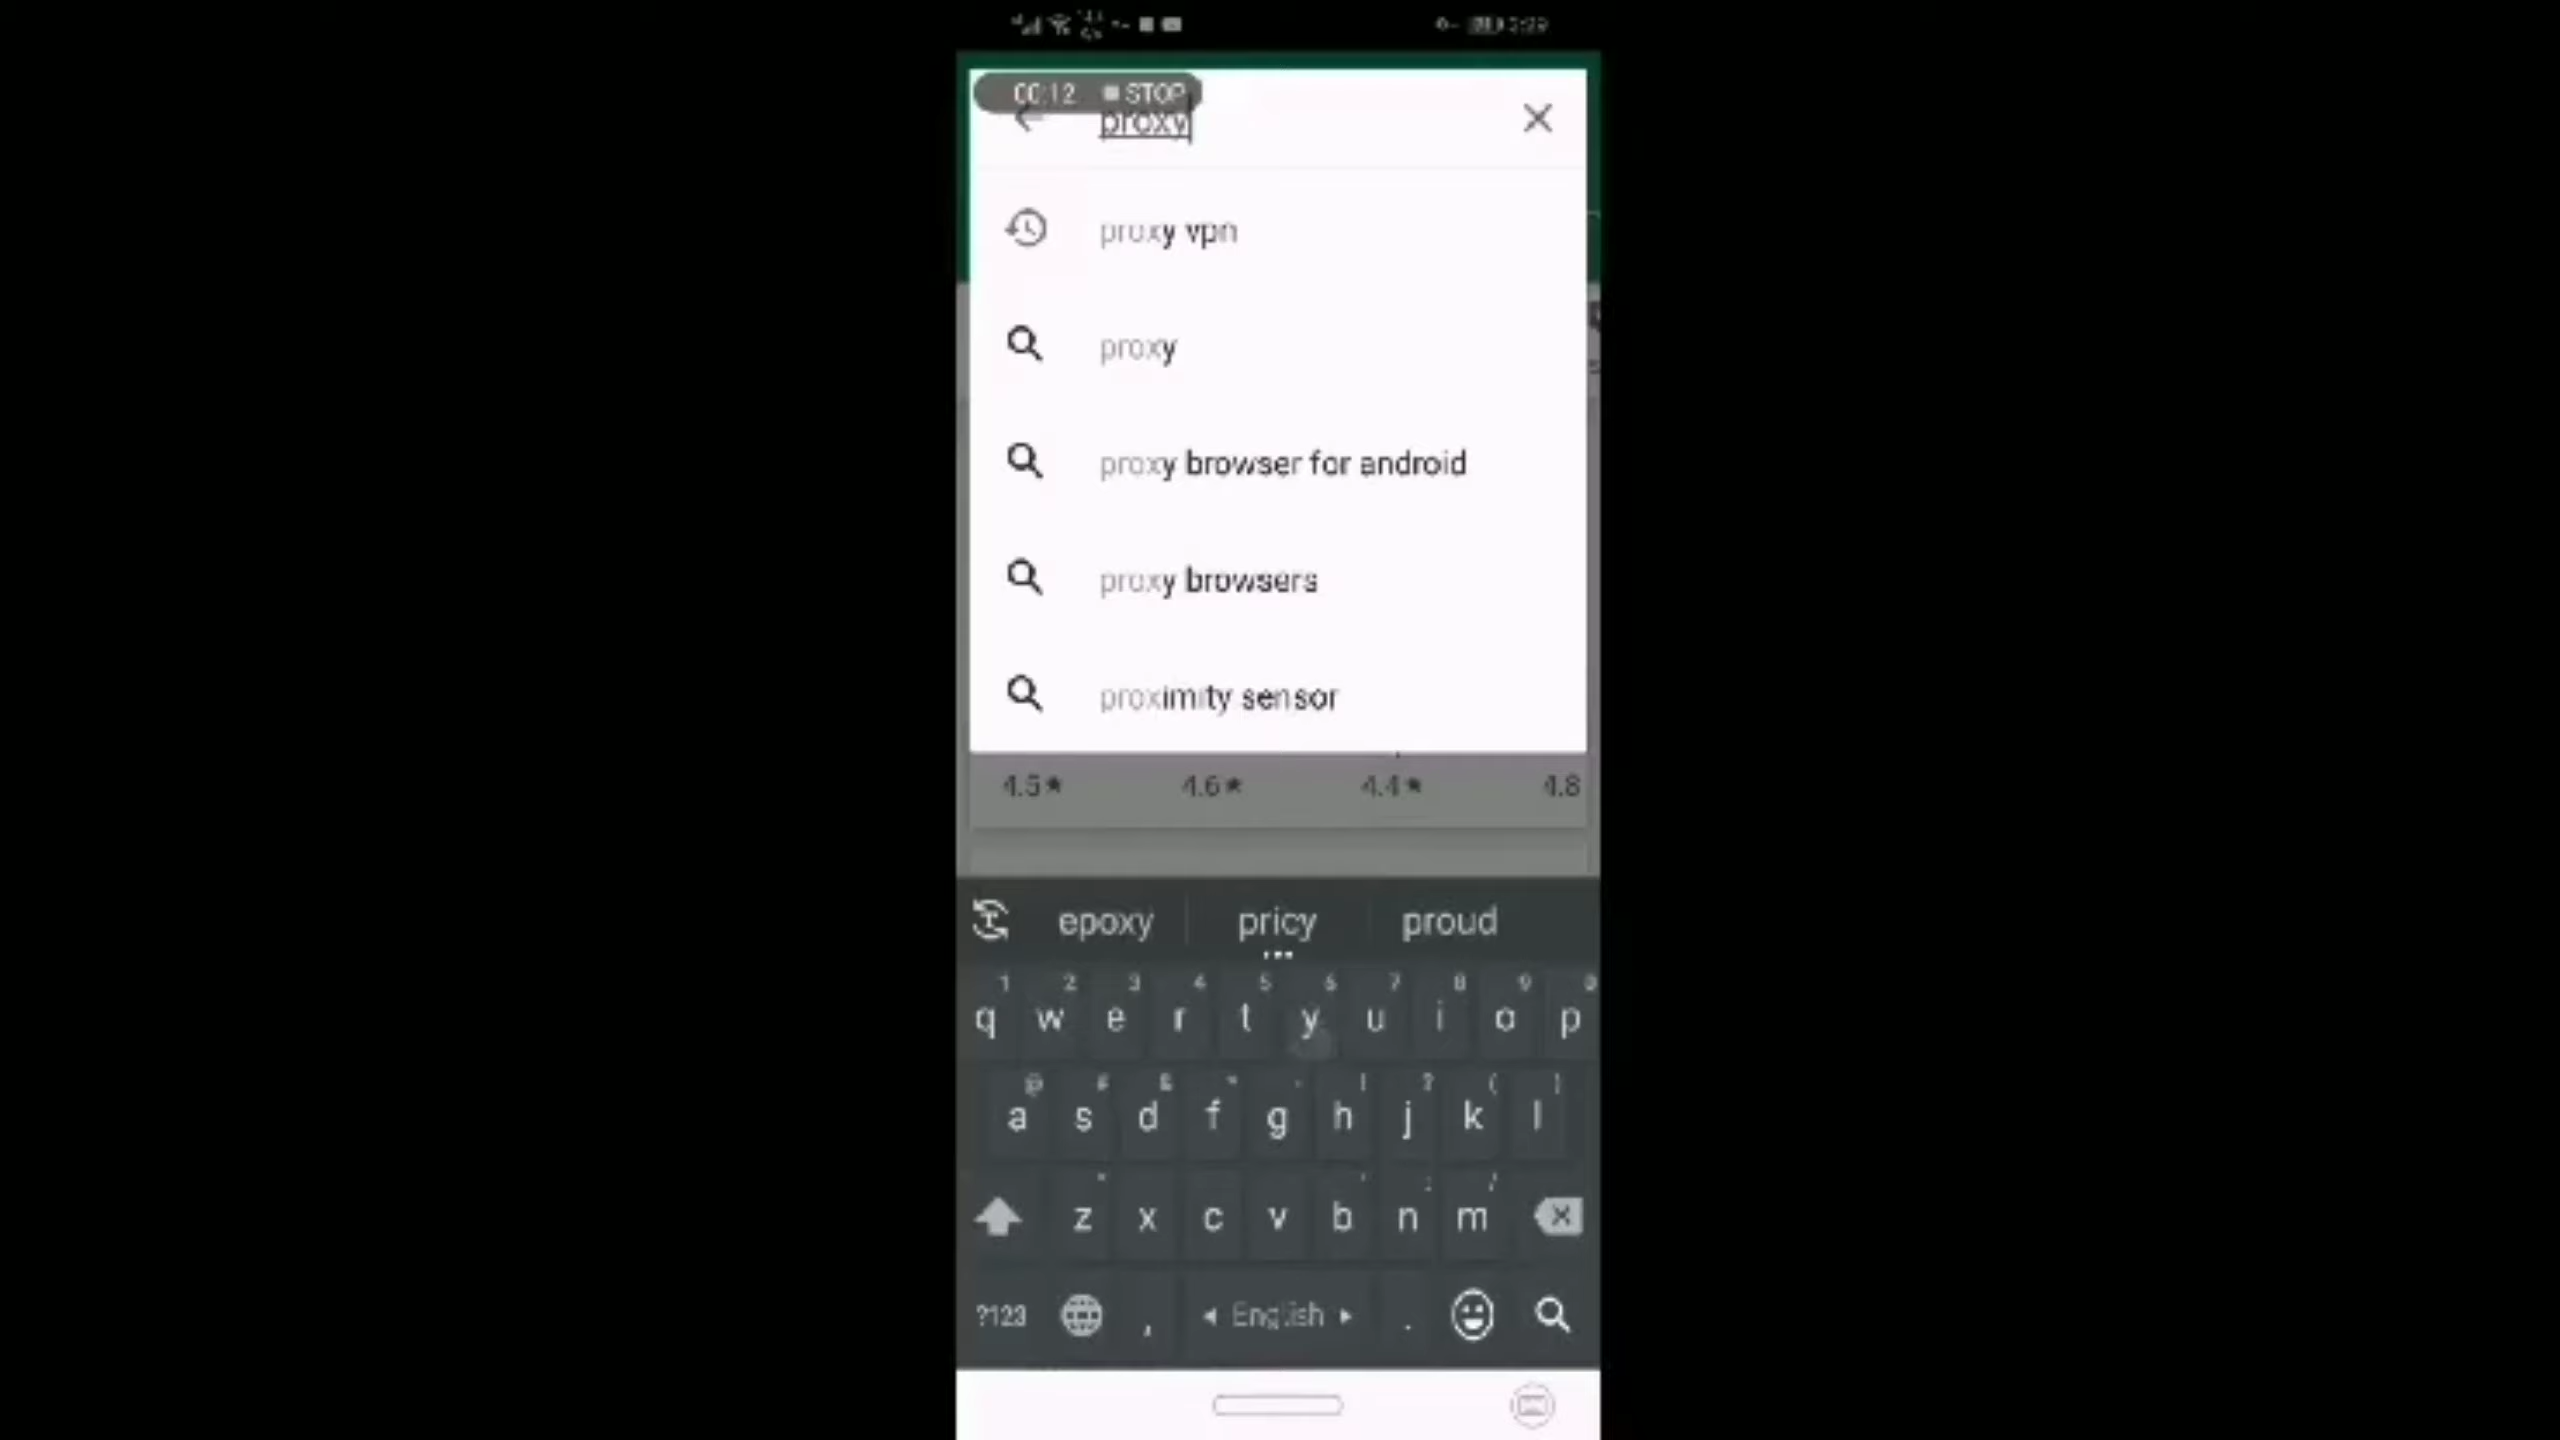 00:12 STOP
proxy
proxy vpn
proxy
proxy browser for android
proxy browsers
proximity sensor
4.5★ 4.6★ 4.4★ 4.8
epoxy pricy proud
1 2 3 4 5 6 7 8 9 0
q w e r t y u i o p
@ # & * - ! ? ( )
a s d f g h j k l
z x c v b n m
?123 , English .